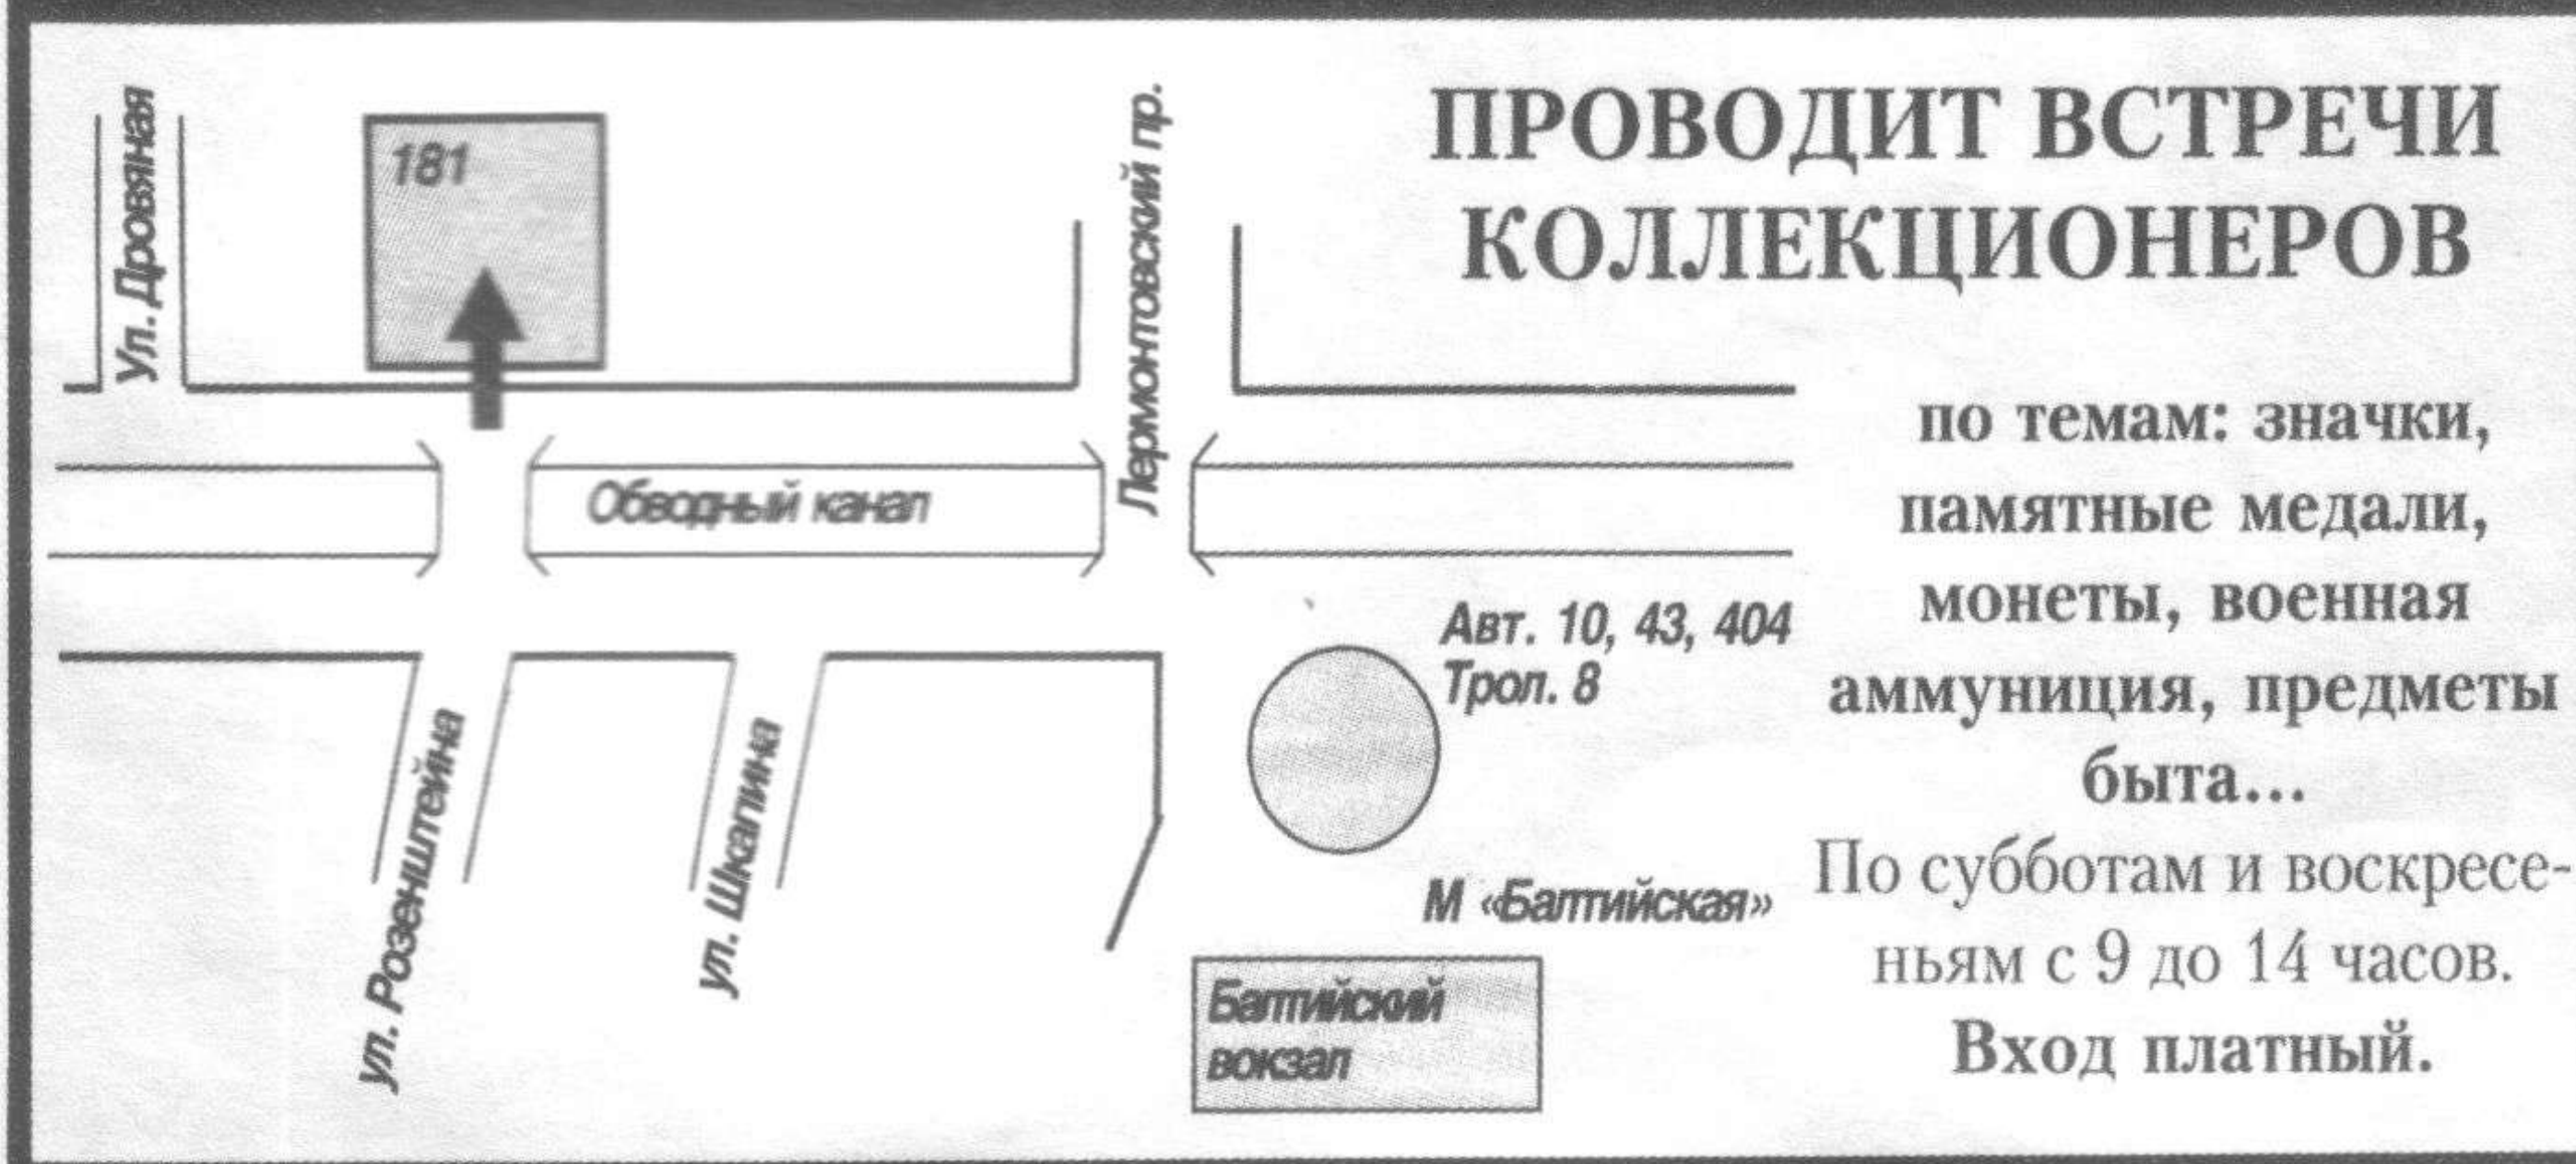 ПРОВОДИТ ВСТРЕЧИ
КОЛЛЕКЦИОНЕРОВ
по темам: значки,
памятные медали,
монеты, военная
аммуниция, предметы
быта...
По субботам и воскресе-
ньям с 9 до 14 часов.
Вход платный.
Ул. Дровяная
181
Лермонтовский пр.
Обводный канал
Авт. 10, 43, 404
Трол. 8
ул. Розенштейна
ул. Шкапина
М «Балтийская»
Балтийский
вокзал